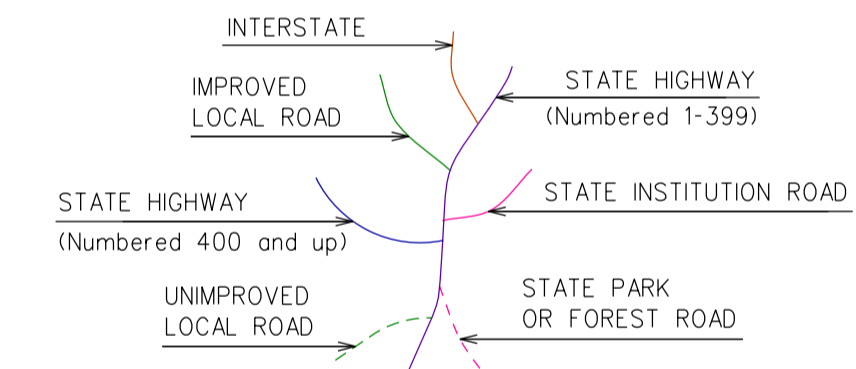 INTERSTATE
STATE HIGHWAY
(Numbered 1-399)
IMPROVED
LOCAL ROAD
STATE INSTITUTION ROAD
STATE HIGHWAY
(Numbered 400 and up)
STATE PARK
OR FOREST ROAD
UNIMPROVED
LOCAL ROAD